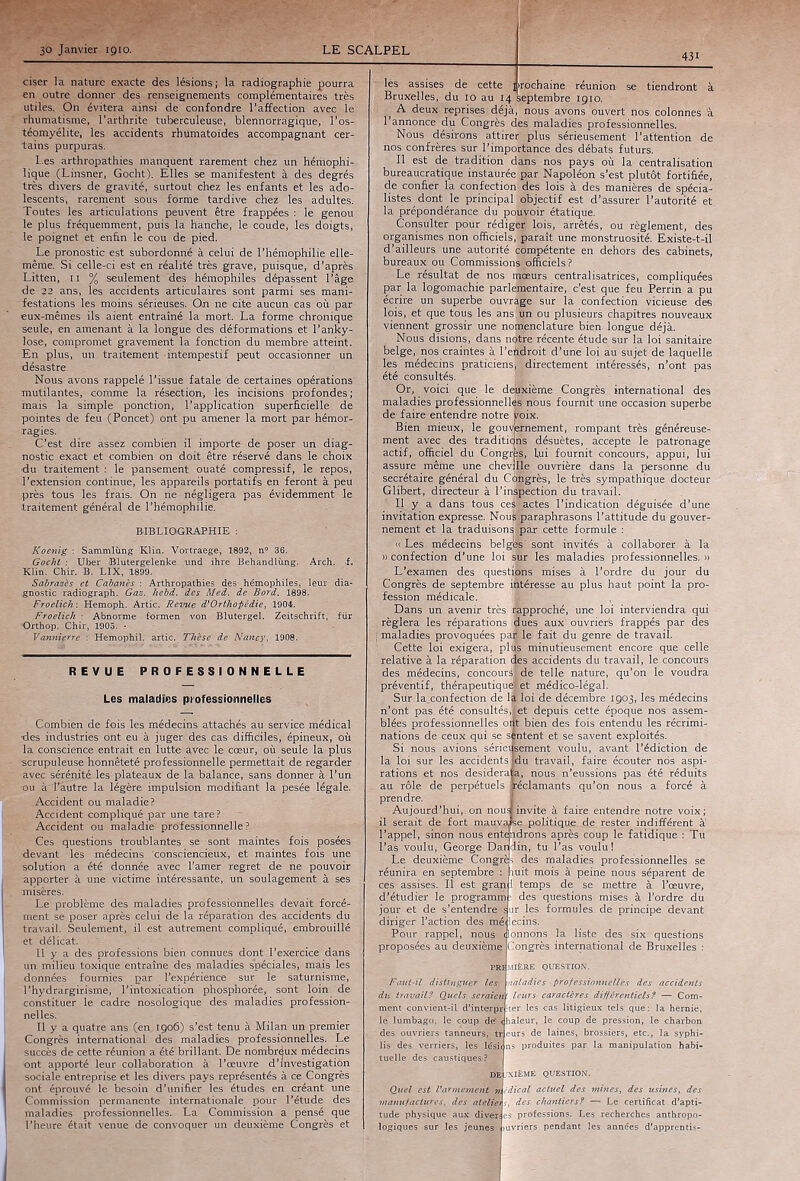 30 Janvier 1910.
LE SCALPEL
431
ciser la nature exacte des lésions; la radiographie pourra
en outre donner des renseignements complémentaires très
utiles. On évitera ainsi de confondre l'affection avec le
rhumatisme, l'arthrite tuberculeuse, blennorragique, l'os-
téomyélite, les accidents rhumatoïdes accompagnant cer-
tains purpuras.
Les arthropathies manquent rarement chez un hémophi-
lique (Linsner, Gocht). Elles se manifestent à des degrés
très divers de gravité, surtout chez les enfants et les ado-
lescents, rarement sous forme tardive chez les adultes.
Toutes les articulations peuvent être frappées : le genou
le plus fréquemment, puis la hanche, le coude, les doigts,
le poignet et enfin le cou de pied.
Le pronostic est subordonné à celui de l'hémophilie elle-
même. Si celle-ci est en réalité très grave, puisque, d'après
Litten, 11 % seulement des hémophiles dépassent l'âge
de 22 ans, les accidents articulaires sont parmi ses mani-
festations les moins sérieuses. On ne cite aucun cas où par
eux-mêmes ils aient entraîné la mort. La forme chronique
seule, en amenant à la longue des déformations et l'anky-
lose, compromet gravement la fonction du membre atteint.
En plus, un traitement intempestif peut occasionner un
désastre
Nous avons rappelé l'issue fatale de certaines opérations
mutilantes, comme la résection, les incisions profondes;
mais la simple ponction, l'application superficielle de
pointes de feu (Poncet) ont pu amener la mort par hémor-
ragies.
C'est dire assez combien il importe de poser un diag-
nostic exact et combien on doit être réservé dans le choix
du traitement : le pansement ouaté compressif, le repos,
l'extension continue, les appareils portatifs en feront à peu
près tous les frais. On ne négligera pas évidemment le
traitement général de l'hémophilie.
BIBLIOGRAPHIE :
Koenig : Sammlüng Klin. Vortraege, 1892, n° 36.
Gocht : Uber Blutergelenke und ihre Behandlüng. Arch. f.
Klin. Chir. B. LIX, 1899.
Sabrazès et Cabanès : Arthropathies des hémophiles, leur dia-
gnostic radiograph. Gaz. hebd. des Med. de Bord. 1898.
Froelich : Hemoph. Artic. Revue d'Orthopédie, 1904.
Froelich : Abnorme formen von Blutergel. Zeitschrift, für
Orthop. Chir, 1905.
Vannierre : Hemophil. artic. Thèse de Nancy, 1908.
REVUE PROFESSIONNELLE
Les maladies professionnelles
Combien de fois les médecins attachés au service médical
des industries ont eu à juger des cas difficiles, épineux, où
la conscience entrait en lutte avec le cœur, où seule la plus
scrupuleuse honnêteté professionnelle permettait de regarder
avec sérénité les plateaux de la balance, sans donner à l'un
ou à l'autre la légère impulsion modifiant la pesée légale.
Accident ou maladie?
Accident compliqué par une tare?
Accident ou maladie professionnelle?
Ces questions troublantes se sont maintes fois posées
devant les médecins consciencieux, et maintes fois une
solution a été donnée avec l'amer regret de ne pouvoir
apporter à une victime intéressante, un soulagement à ses
misères.
Le problème des maladies professionnelles devait forcé-
ment se poser après celui de la réparation des accidents du
travail. Seulement, il est autrement compliqué, embrouillé
et délicat.
Il y a des professions bien connues dont l'exercice dans
un milieu toxique entraîne des maladies spéciales, mais les
données fournies par l'expérience sur le saturnisme,
l'hydrargirisme, l'intoxication phosphorée, sont loin de
constituer le cadre nosologique des maladies profession-
nelles.
Il y a quatre ans (en 1906) s'est tenu à Milan un premier
Congrès international des maladies professionnelles. Le
succès de cette réunion a été brillant. De nombreux médecins
ont apporté leur collaboration à l'œuvre d'investigation
sociale entreprise et les divers pays représentés à ce Congrès
ont éprouvé le besoin d'unifier les études en créant une
Commission permanente internationale pour l'étude des
maladies professionnelles. La Commission a pensé que
l'heure était venue de convoquer un deuxième Congrès et
les assises de cette prochaine réunion se tiendront à
Bruxelles, du 10 au 14 septembre 1910.
A deux reprises déjà, nous avons ouvert nos colonnes à
l'annonce du Congrès des maladies professionnelles.
Nous désirons attirer plus sérieusement l'attention de
nos confrères sur l'importance des débats futurs.
Il est de tradition dans nos pays où la centralisation
bureaucratique instaurée par Napoléon s'est plutôt fortifiée,
de confier la confection des lois à des manières de spécia-
listes dont le principal objectif est d'assurer l'autorité et
la prépondérance du pouvoir étatique.
Consulter pour rédiger lois, arrêtés, ou règlement, des
organismes non officiels, paraît une monstruosité. Existe-t-il
d'ailleurs une autorité compétente en dehors des cabinets,
bureaux ou Commissions officiels?
Le résultat de nos mœurs centralisatrices, compliquées
par la logomachie parlementaire, c'est que feu Perrin a pu
écrire un superbe ouvrage sur la confection vicieuse des
lois, et que tous les ans un ou plusieurs chapitres nouveaux
viennent grossir une nomenclature bien longue déjà.
Nous disions, dans notre récente étude sur la loi sanitaire
belge, nos craintes à l'endroit d'une loi au sujet de laquelle
les médecins praticiens, directement intéressés, n'ont pas
été consultés.
Or, voici que le deuxième Congrès international des
maladies professionnelles nous fournit une occasion superbe
de faire entendre notre voix.
Bien mieux, le gouvernement, rompant très généreuse-
ment avec des traditions désuètes, accepte le patronage
actif, officiel du Congrès, lui fournit concours, appui, lui
assure même une cheville ouvrière dans la personne du
secrétaire général du Congrès, le très sympathique docteur
Glibert, directeur à l'inspection du travail.
Il y a dans tous ces actes l'indication déguisée d'une
invitation expresse. Nous paraphrasons l'attitude du gouver-
nement et la traduisons par cette formule :
« Les médecins belges sont invités à collaborer à la
» confection d'une loi sur les maladies professionnelles. »
L'examen des questions mises à l'ordre du jour du
Congrès de septembre intéresse au plus haut point la pro-
fession médicale.
Dans un avenir très rapproché, une loi interviendra qui
règlera les réparations dues aux ouvriers frappés par des
maladies provoquées par le fait du genre de travail.
Cette loi exigera, plus minutieusement encore que celle
relative à la réparation des accidents du travail, le concours
des médecins, concours de telle nature, qu'on le voudra
préventif, thérapeutique et médico-légal.
Sur la confection de la loi de décembre 1903, les médecins
n'ont pas été consultés, et depuis cette époque nos assem-
blées professionnelles ont bien des fois entendu les récrimi-
nations de ceux qui se sentent et se savent exploités.
Si nous avions sérieusement voulu, avant l'édiction de
la loi sur les accidents du travail, faire écouter nos aspi-
rations et nos desiderata, nous n'eussions pas été réduits
au rôle de perpétuels réclamants qu'on nous a forcé à
prendre.
Aujourd'hui, on nous invite à faire entendre notre voix;
il serait de fort mauvaise politique de rester indifférent à
l'appel, sinon nous entendrons après coup le fatidique : Tu
l'as voulu, George Dandin, tu l'as voulu!
Le deuxième Congrès des maladies professionnelles se
réunira en septembre : huit mois à peine nous séparent de
ces assises. Il est grand temps de se mettre à l'œuvre,
d'étudier le programme des questions mises à l'ordre du
jour et de s'entendre sur les formules de principe devant
diriger l'action des médecins.
Pour rappel, nous donnons la liste des six questions
proposées au deuxième Congrès international de Bruxelles :
PREMIÈRE QUESTION.
Faut-il distinguer les maladies professionnelles des accidents
du travail? Quels seraient leurs caractères différentiels? — Com-
ment convient-il d'interpréter les cas litigieux tels que : la hernie,
le lumbago, le coup de chaleur, le coup de pression, le charbon
des ouvriers tanneurs, trieurs de laines, brossiers, etc., la syphi-
lis des verriers, les lésions produites par la manipulation habi-
tuelle des caustiques?
DEUXIÈME QUESTION.
Quel est l'armement médical actuel des mines, des usines, des
manufactures, des ateliers, des chantiers? — Le certificat d'apti-
tude physique aux diverses professions. Les recherches anthropo-
logiques sur les jeunes ouvriers pendant les années d'apprentis-